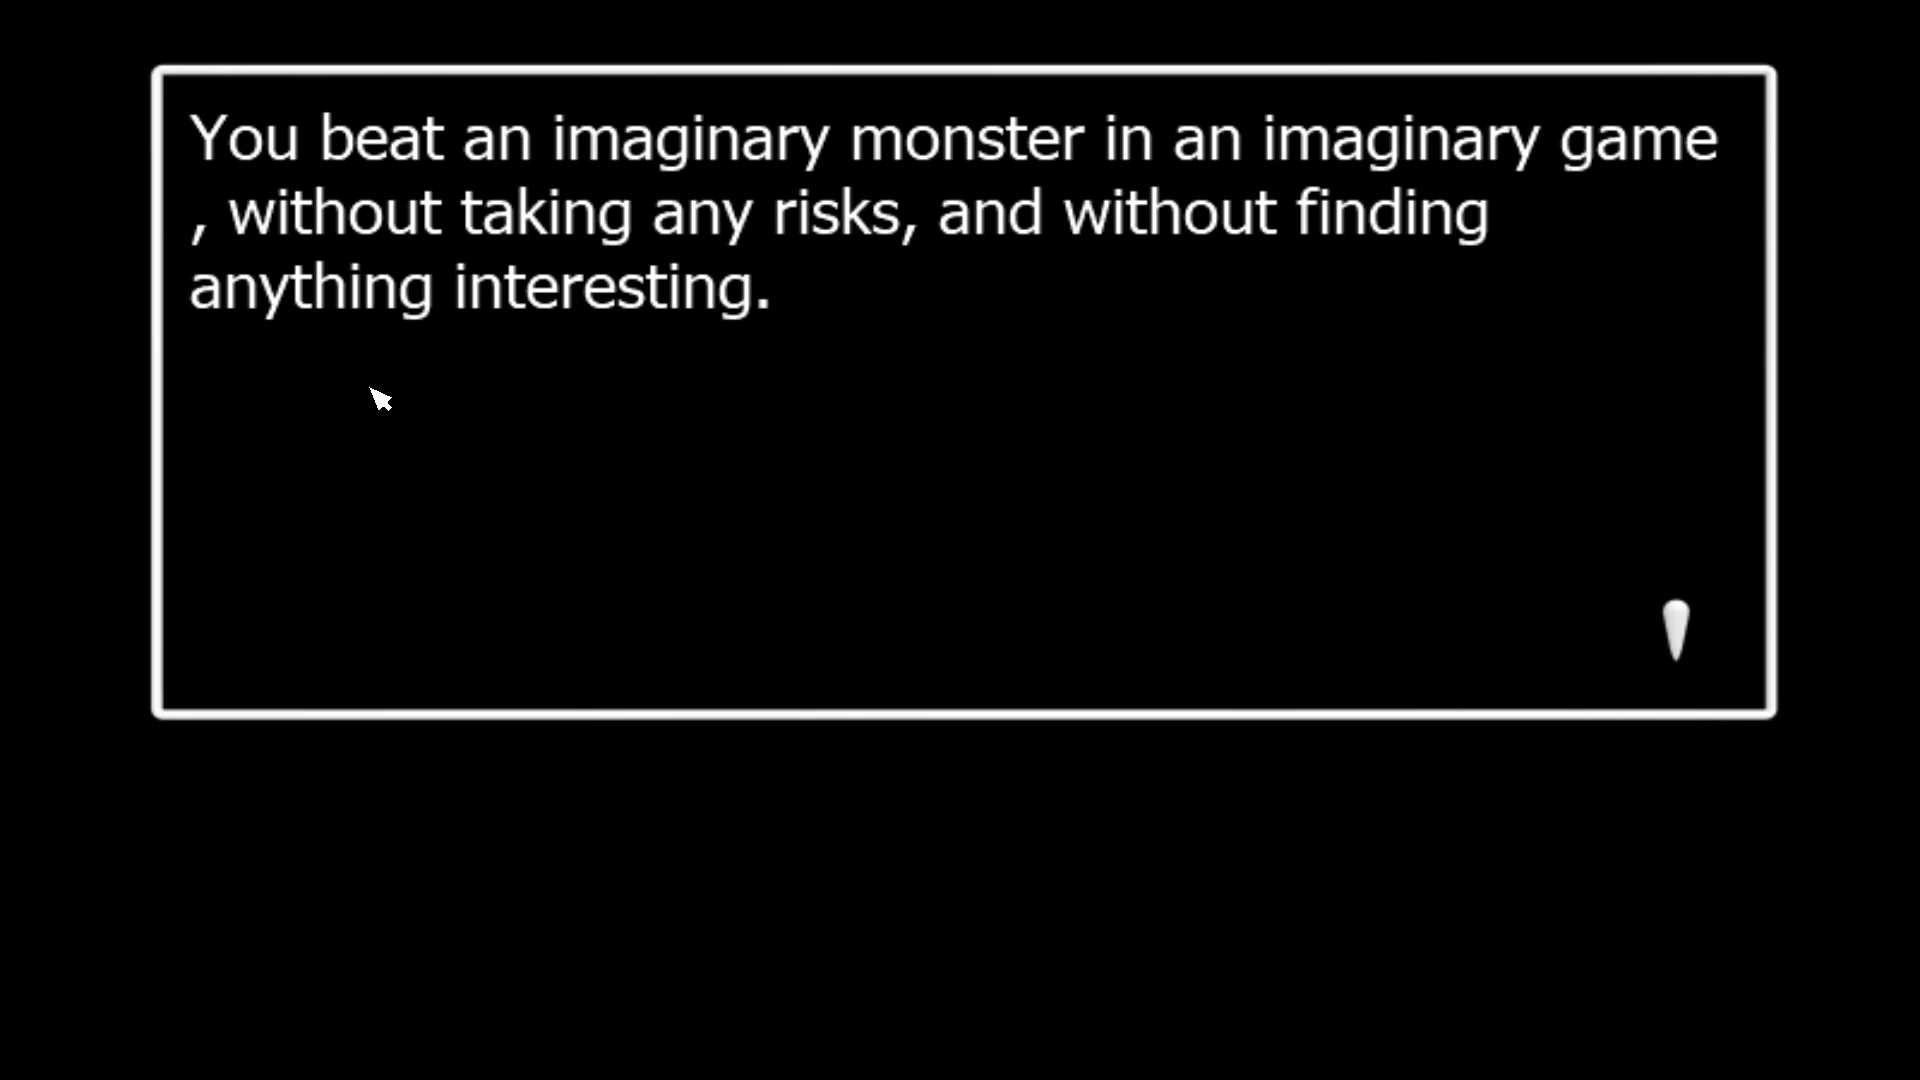 You beat an imaginary monster in an imaginary game
, without taking any risks, and without finding
anything interesting.